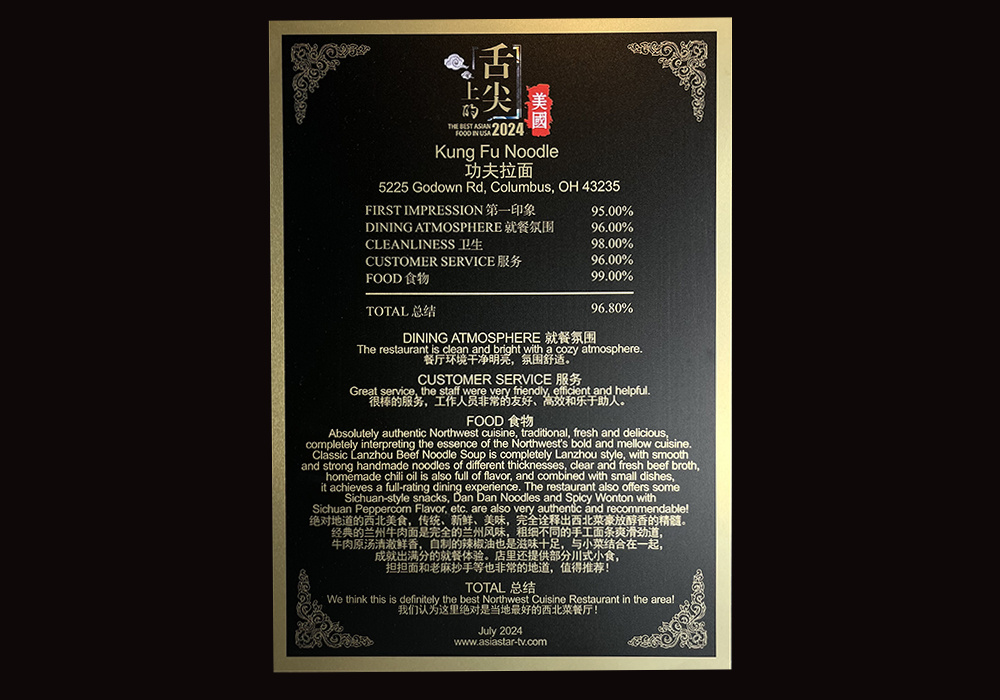 舌尖
上的
美國
THE BEST ASIAN
FOOD IN USA 2024
Kung Fu Noodle
功夫拉面
5225 Godown Rd, Columbus, OH 43235
FIRST IMPRESSION 第一印象 95.00%
DINING ATMOSPHERE 就餐氛围 96.00%
CLEANLINESS 卫生 98.00%
CUSTOMER SERVICE 服务 96.00%
FOOD 食物 99.00%
TOTAL 总结 96.80%
DINING ATMOSPHERE 就餐氛围
The restaurant is clean and bright with a cozy atmosphere.
餐厅环境干净明亮，氛围舒适。
CUSTOMER SERVICE 服务
Great service, the staff were very friendly, efficient and helpful.
很棒的服务，工作人员非常的友好、高效和乐于助人。
FOOD 食物
Absolutely authentic Northwest cuisine, traditional, fresh and delicious,
completely interpreting the essence of the Northwest's bold and mellow cuisine.
Classic Lanzhou Beef Noodle Soup is completely Lanzhou style, with smooth
and strong handmade noodles of different thicknesses, clear and fresh beef broth,
homemade chili oil is also full of flavor, and combined with small dishes,
it achieves a full-rating dining experience. The restaurant also offers some
Sichuan-style snacks, Dan Dan Noodles and Spicy Wonton with
Sichuan Peppercorn Flavor, etc. are also very authentic and recommendable!
绝对地道的西北美食，传统、新鲜、美味，完全诠释出西北菜豪放醇香的精髓。
经典的兰州牛肉面是完全的兰州风味，粗细不同的手工面条爽滑劲道，
牛肉原汤清澈鲜香，自制的辣椒油也是滋味十足，与小菜结合在一起，
成就出满分的就餐体验。店里还提供部分川式小食，
担担面和老麻抄手等也非常的地道，值得推荐！
TOTAL 总结
We think this is definitely the best Northwest Cuisine Restaurant in the area!
我们认为这里绝对是当地最好的西北菜餐厅！
July 2024
www.asiastar-tv.com